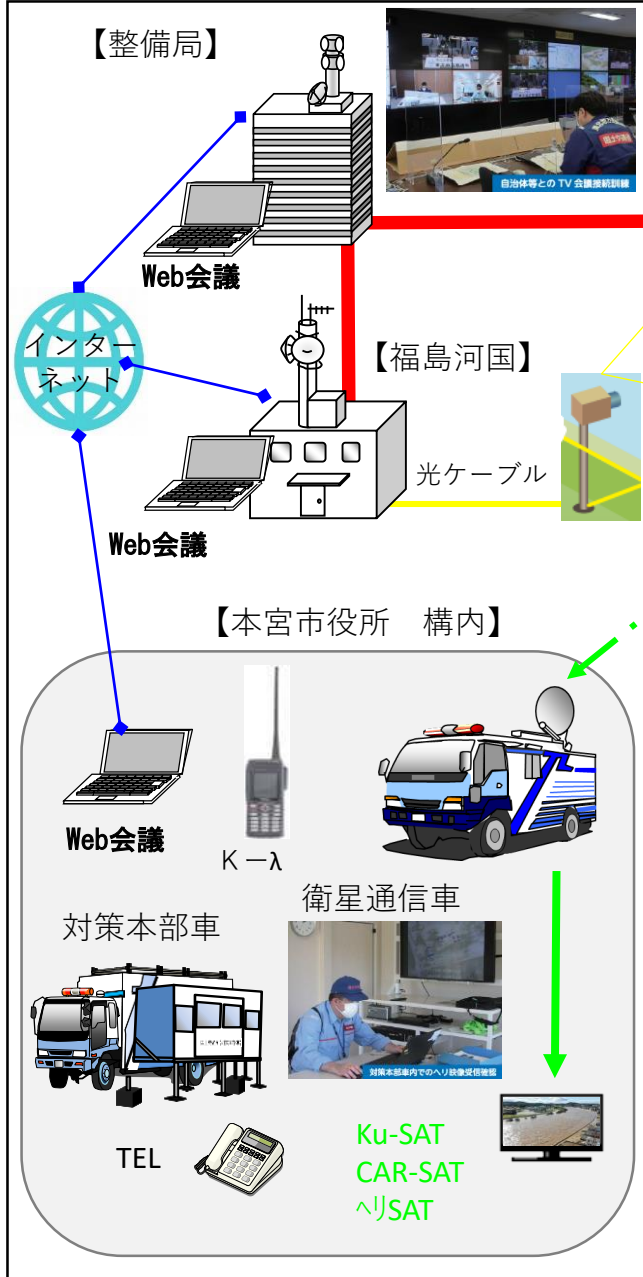 【整備局】
自治体等とのTV会議接続訓練
Web会議
インター
ネット
【福島河国】
光ケーブル
Web会議
【本宮市役所　構内】
Web会議
K－λ
衛星通信車
対策本部車
対策本部車内でのヘリ映像受信確認
TEL
Ku-SAT
CAR-SAT
ヘリSAT